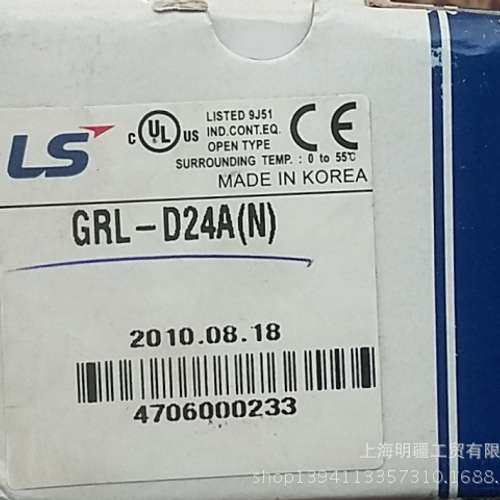 LS
c UL US
LISTED 9J51
IND.CONT.EQ.
OPEN TYPE
CE
SURROUNDING TEMP. : 0 to 55℃
MADE IN KOREA
GRL-D24A(N)
2010.08.18
4706000233
上海明疆工贸有限
shop1394113357310.1688.